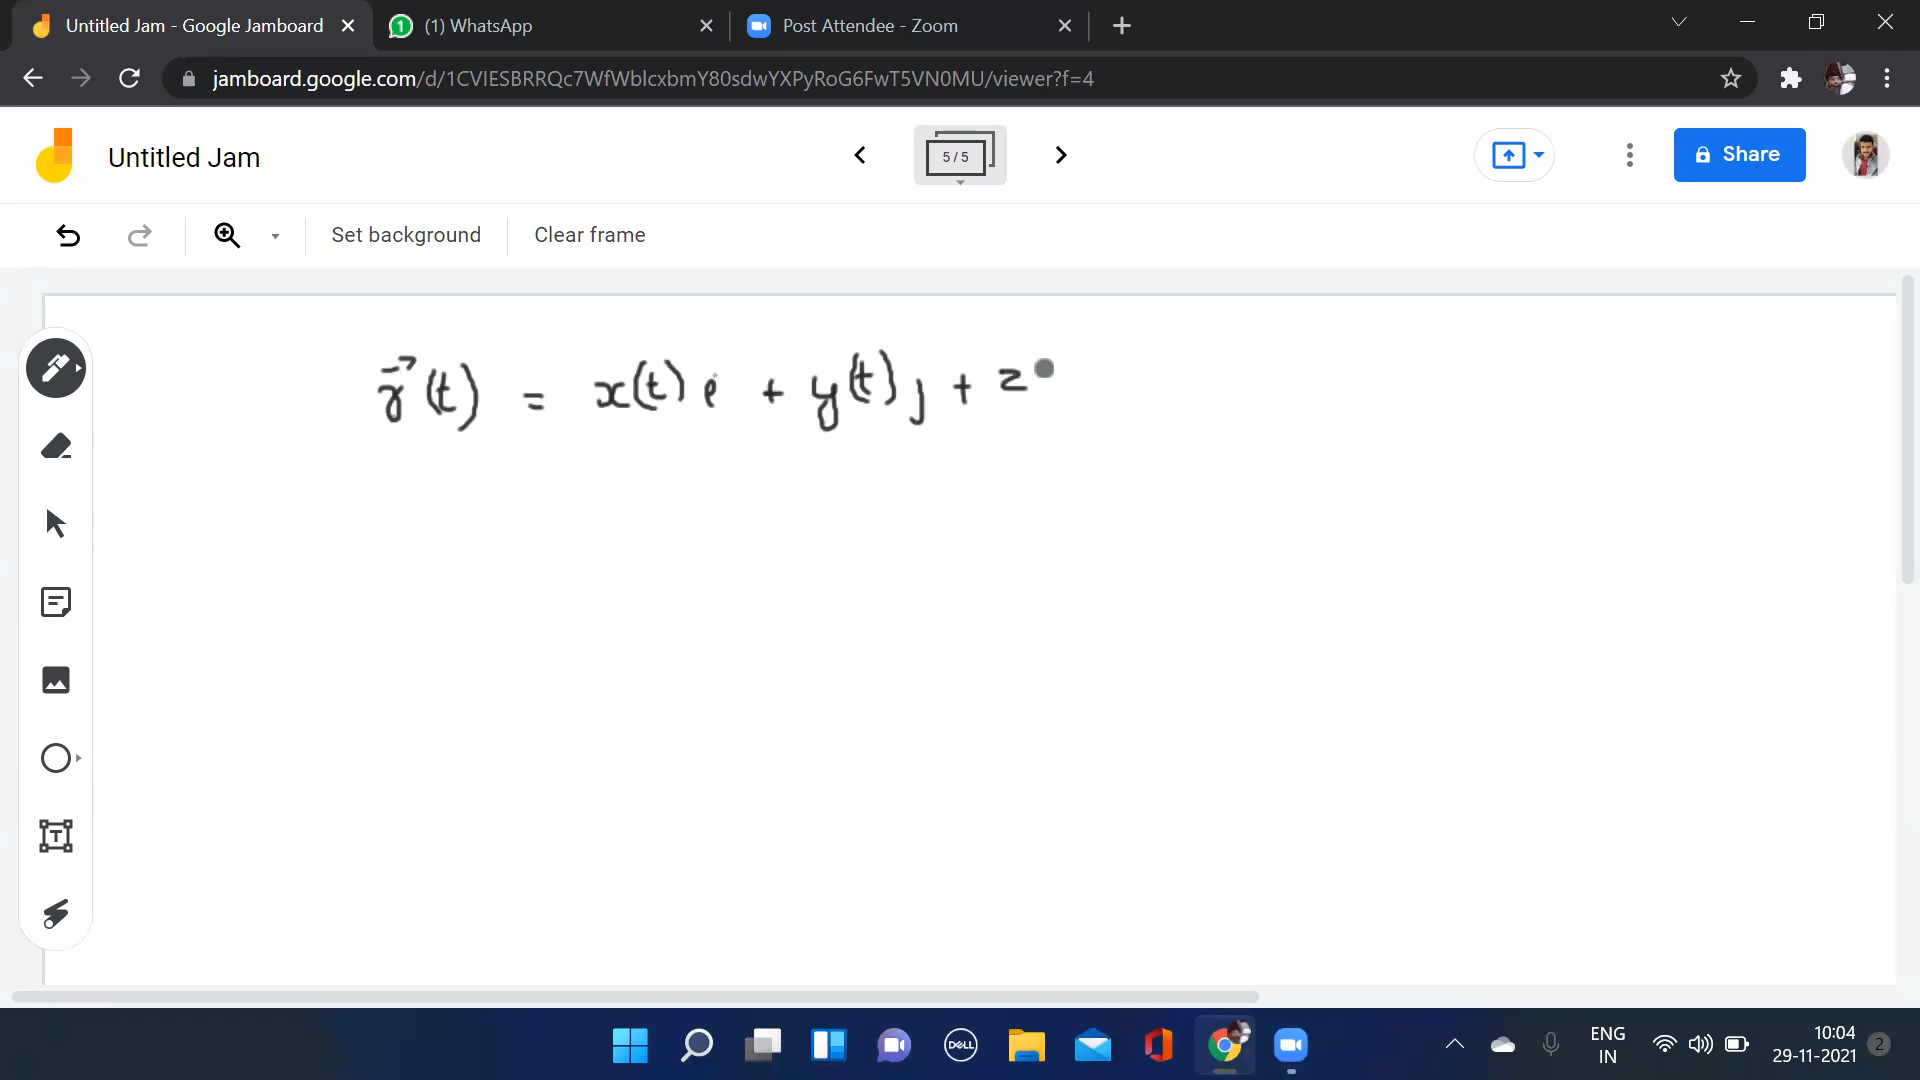 Untitled Jam - Google Jamboard
(1) WhatsApp
Post Attendee - Zoom
jamboard.google.com/d/1CVIESBRRQc7WfWblcxbmY80sdwYXPyRoG6FwT5VN0MU/viewer?f=4
Untitled Jam
5 / 5
Share
Set background
Clear frame
r⃗(t) = x(t) i + y(t) j + z
T
DELL
ENG
IN
10:04
29-11-2021
2